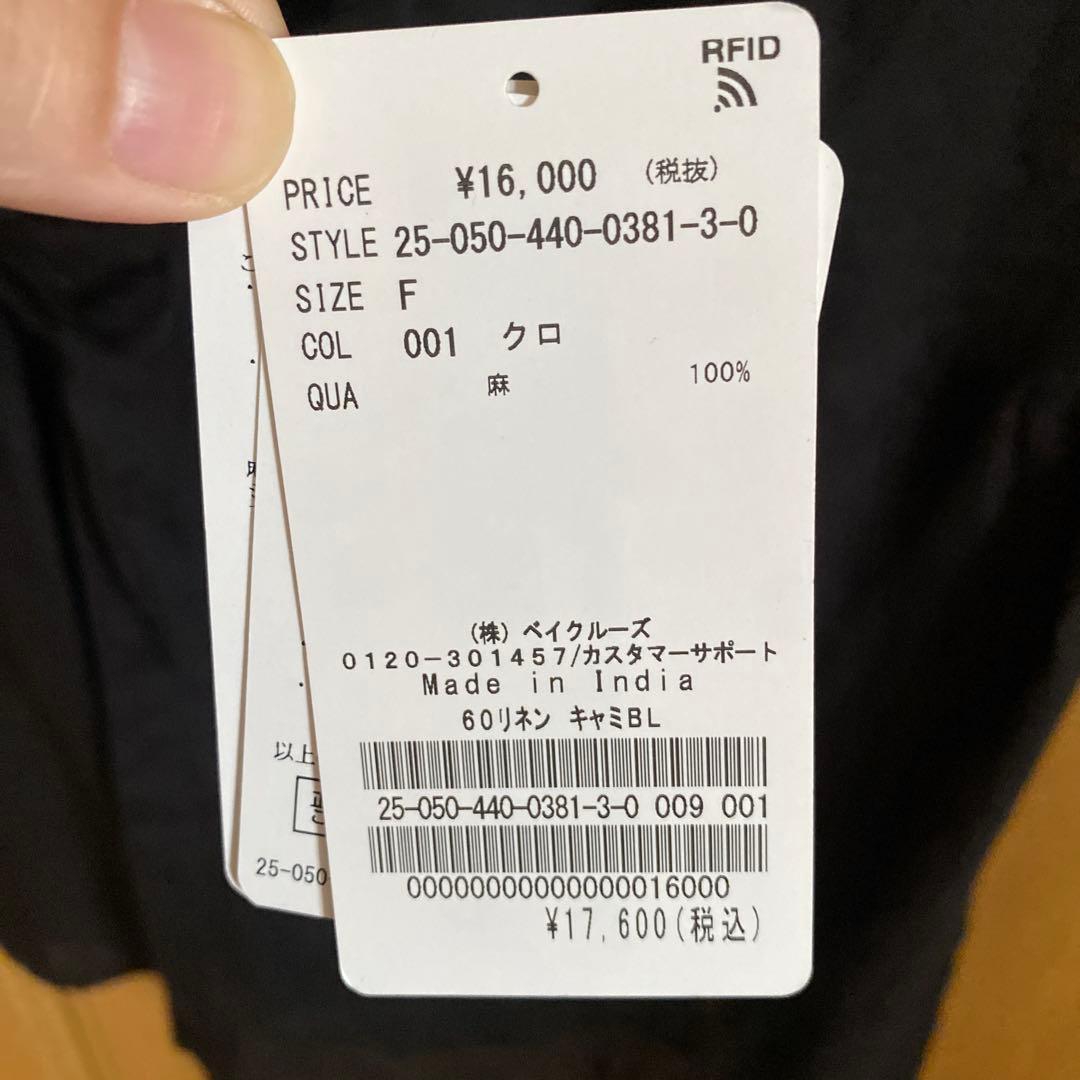 RFID
PRICE ¥16,000 (税抜)
STYLE 25-050-440-0381-3-0
SIZE F
COL 001 クロ
QUA 麻 100%
(株) ベイクルーズ
0120-301457/カスタマーサポート
Made in India
60リネン キャミBL
25-050-440-0381-3-0 009 001
00000000000000016000
¥17,600(税込)
以上
25-050